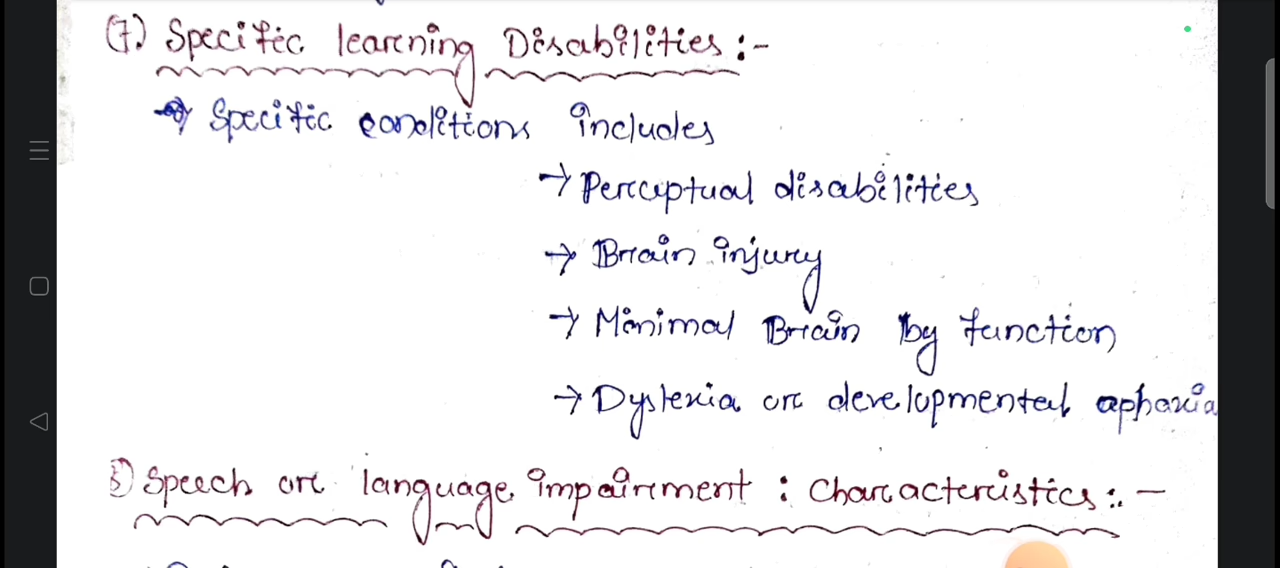 (7) Specific learning Disabilities :-
→ Specific conditions includes
→ Perceptual disabilities
→ Brain injury
→ Minimal Brain by function
→ Dyslexia or developmental aphaxia
8) Speech or language impairment : Characteristics :. -